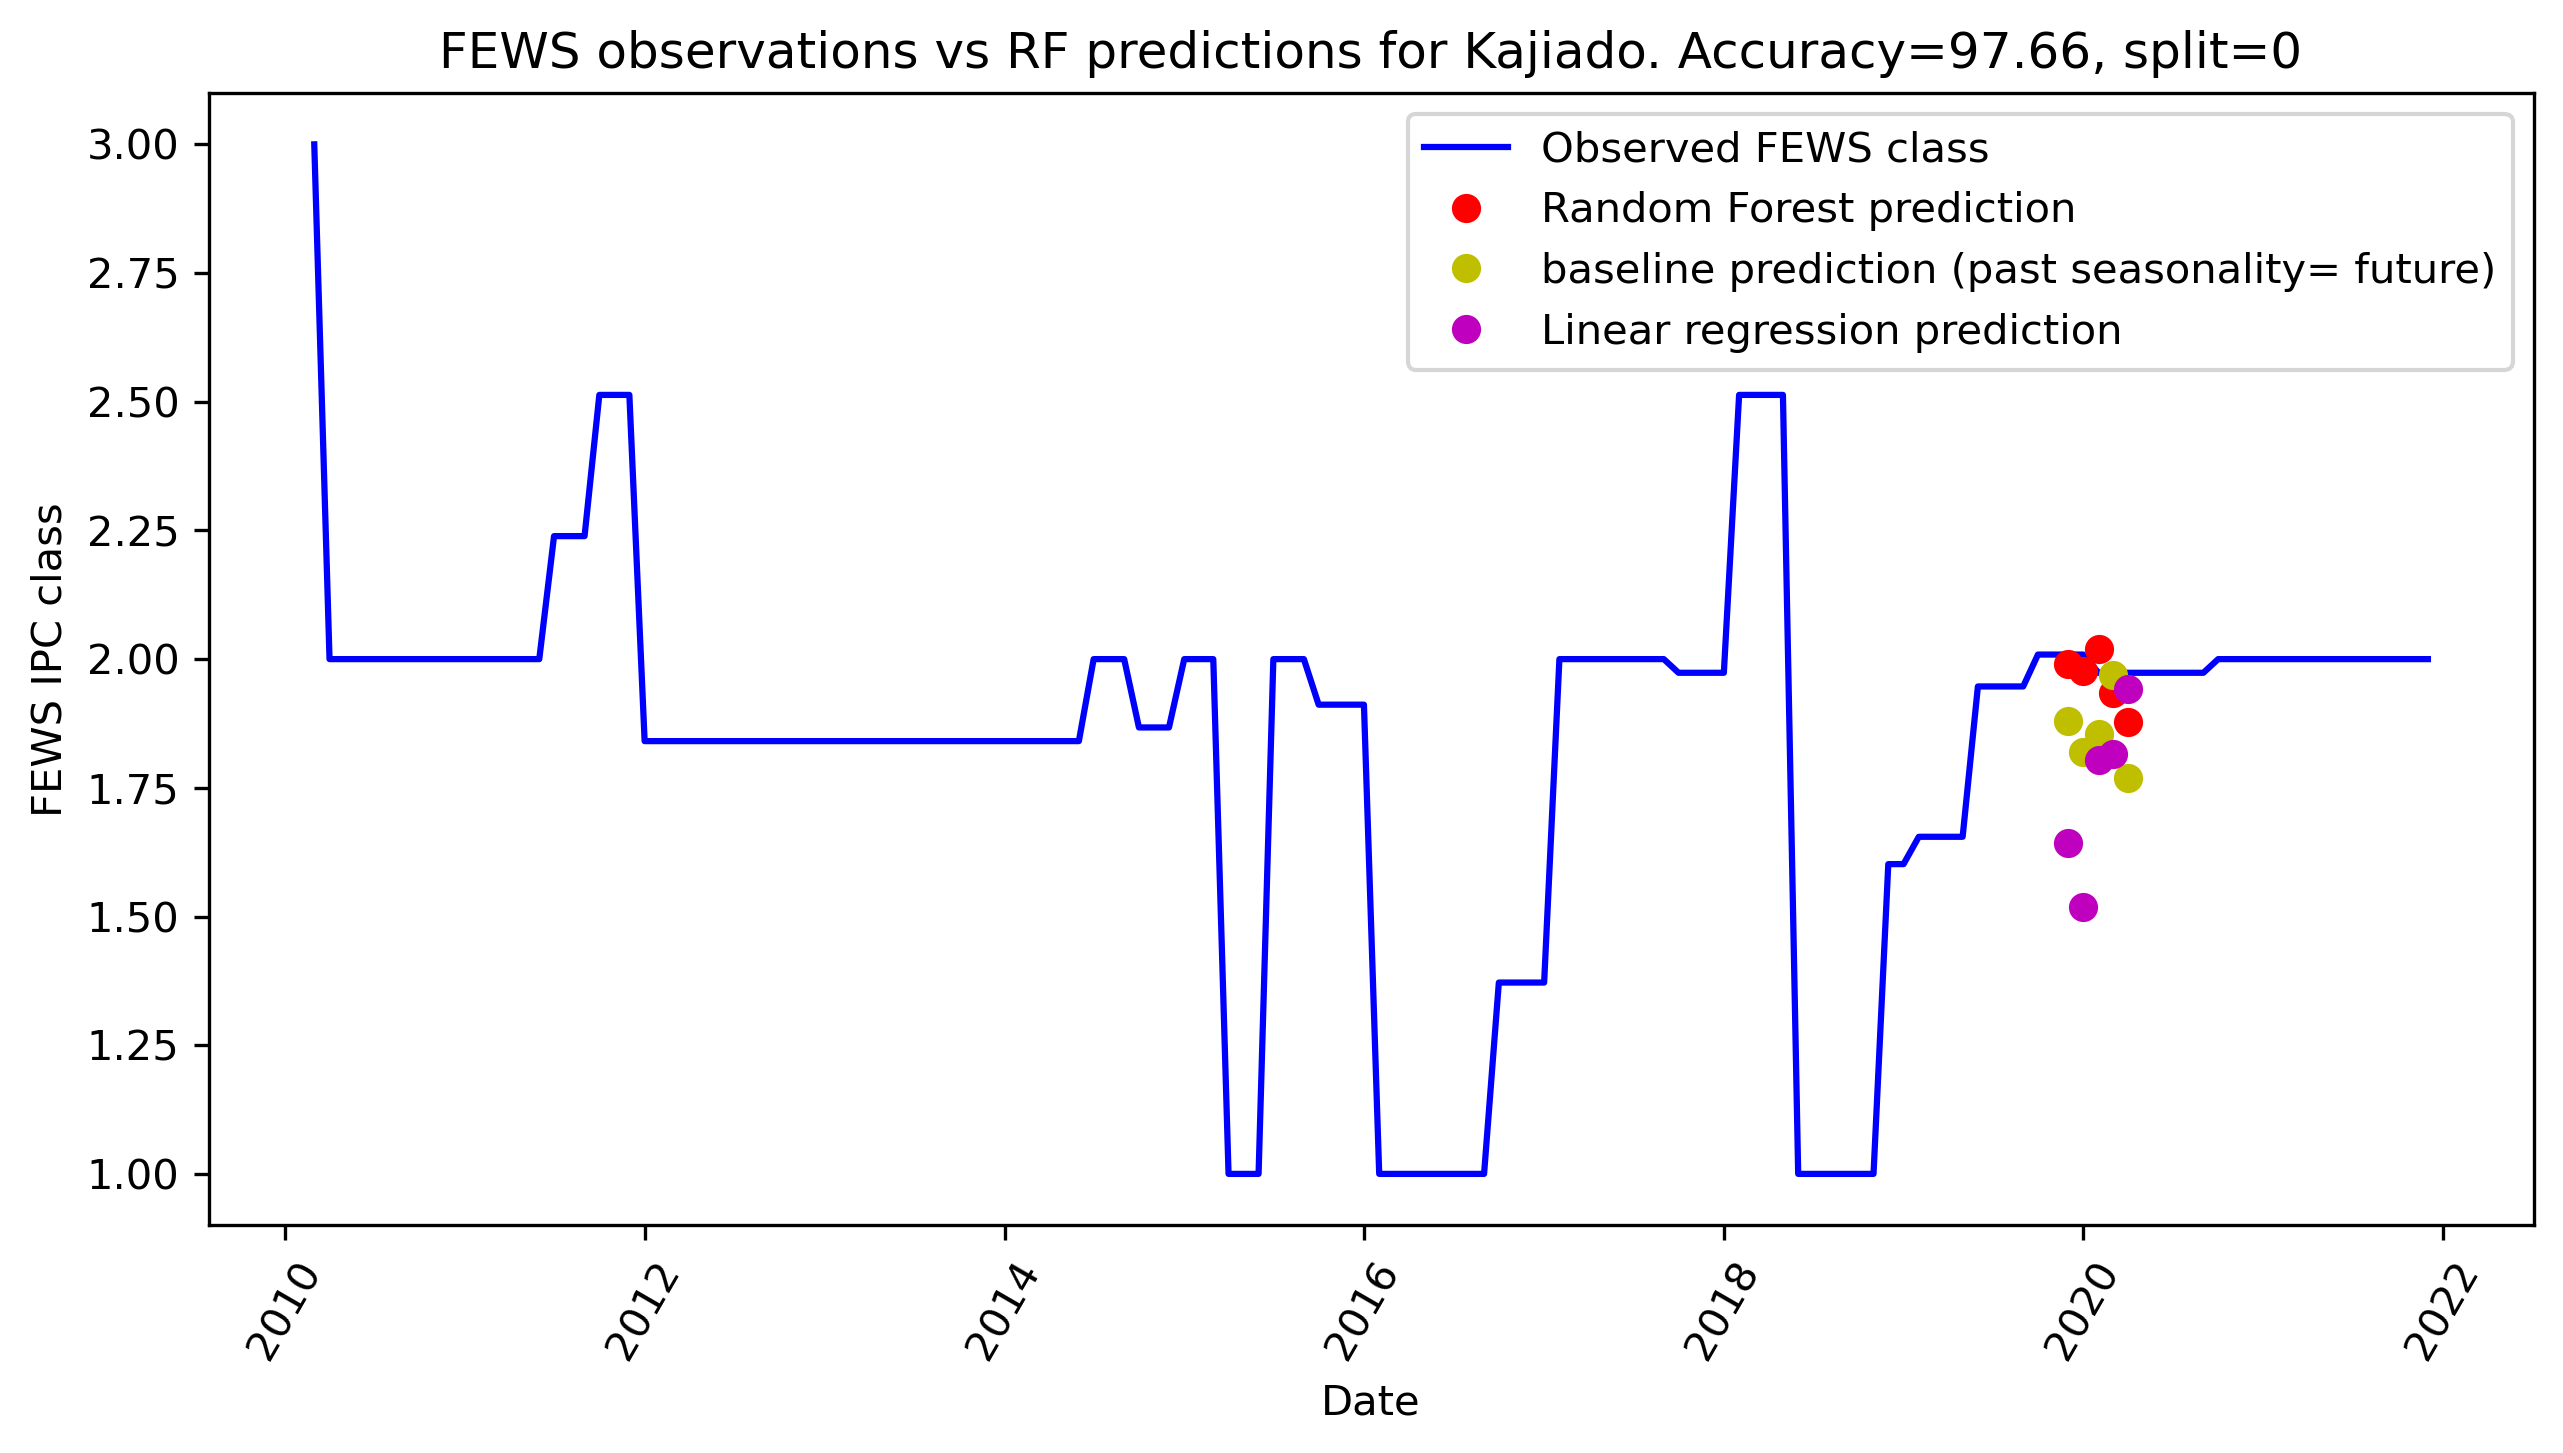 FEWS observations vs RF predictions for Kajiado. Accuracy=97.66, split=0
Observed FEWS class
Random Forest prediction
baseline prediction (past seasonality= future)
Linear regression prediction
FEWS IPC class
3.00
2.75
2.50
2.25
2.00
1.75
1.50
1.25
1.00
2010
2012
2014
2016
2018
2020
2022
Date